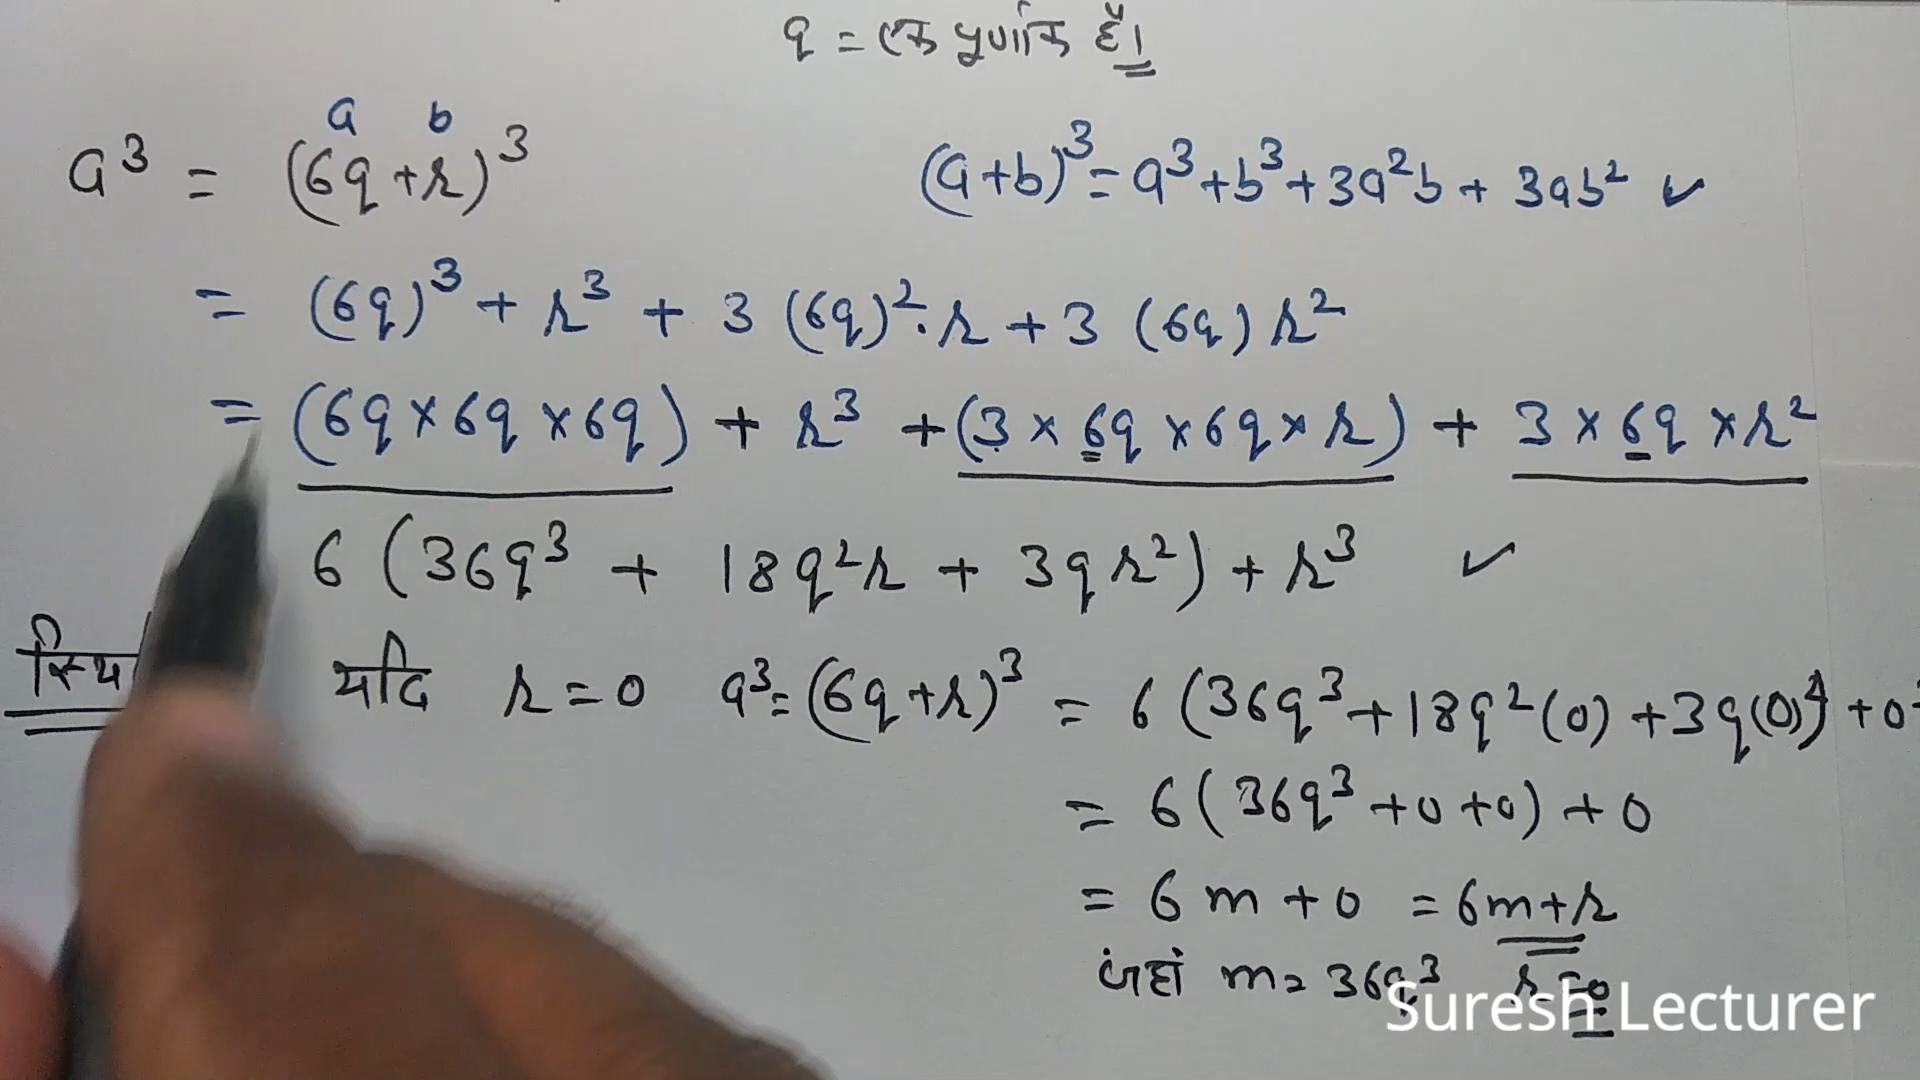 q = एक पूर्णांक है।
a b
a³ = (6q+r)³ (a+b)³ = a³+b³+3a²b + 3ab² ✓
= (6q)³ + r³ + 3 (6q)²·r + 3 (6q) r²
= (6q×6q×6q) + r³ + (3×6q×6q×r) + 3×6q×r²
6 (36q³ + 18q²r + 3qr²) + r³ ✓
यदि r=0 a³=(6q+r)³ = 6 (36q³+18q²(0)+3q(0)²)+0
= 6(36q³+0+0)+0
= 6m+0 = 6m+r
जहां m = 36q³ r=0
Suresh Lecturer